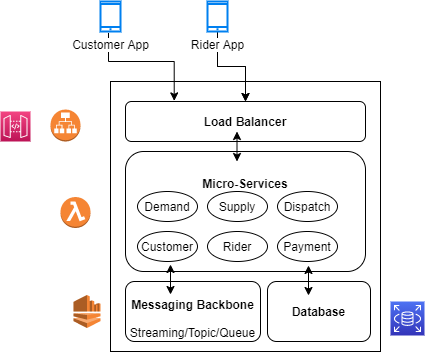 Customer App
Rider App
Load Balancer
Micro-Services
Demand
Supply
Dispatch
Customer
Rider
Payment
Messaging Backbone
Streaming/Topic/Queue
Database